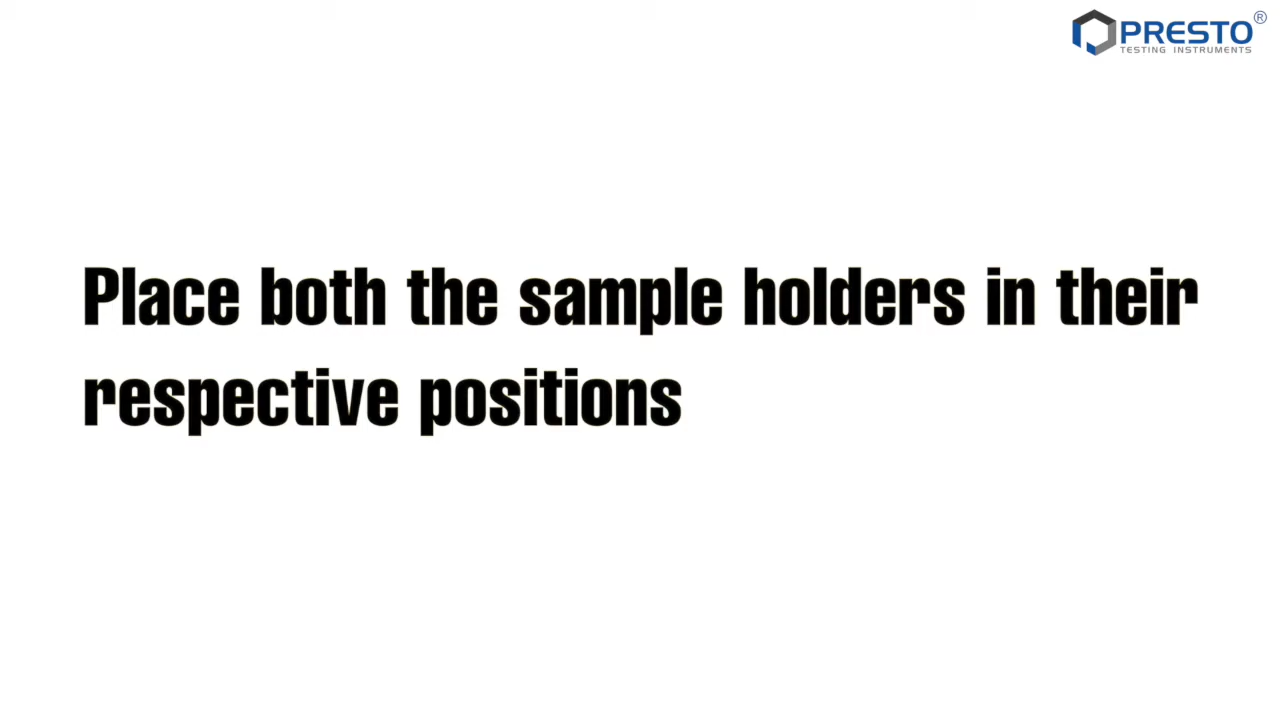 PRESTO®
TESTING INSTRUMENTS
Place both the sample holders in their
respective positions